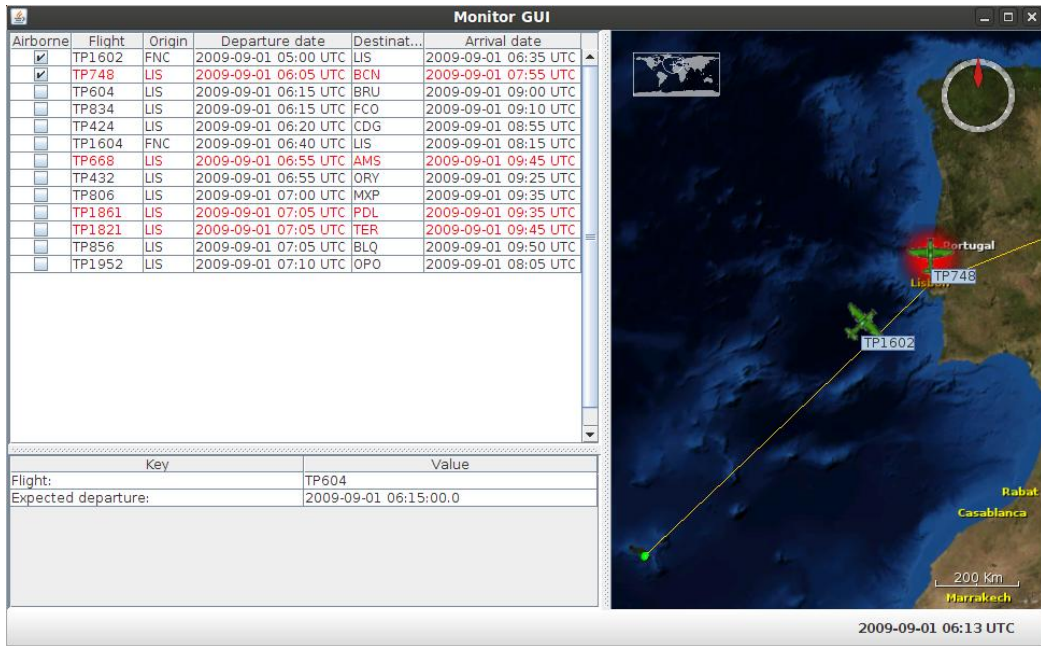 Monitor GUI
Airborne Flight Origin Departure date Destinat... Arrival date
TP1602 FNC 2009-09-01 05:00 UTC LIS 2009-09-01 06:35 UTC
TP748 LIS 2009-09-01 06:05 UTC BCN 2009-09-01 07:55 UTC
TP604 LIS 2009-09-01 06:15 UTC BRU 2009-09-01 09:00 UTC
TP834 LIS 2009-09-01 06:15 UTC FCO 2009-09-01 09:10 UTC
TP424 LIS 2009-09-01 06:20 UTC CDG 2009-09-01 08:55 UTC
TP1604 FNC 2009-09-01 06:40 UTC LIS 2009-09-01 08:15 UTC
TP668 LIS 2009-09-01 06:55 UTC AMS 2009-09-01 09:45 UTC
TP432 LIS 2009-09-01 06:55 UTC ORY 2009-09-01 09:25 UTC
TP806 LIS 2009-09-01 07:00 UTC MXP 2009-09-01 09:35 UTC
TP1861 LIS 2009-09-01 07:05 UTC PDL 2009-09-01 09:35 UTC
TP1821 LIS 2009-09-01 07:05 UTC TER 2009-09-01 09:45 UTC
TP856 LIS 2009-09-01 07:05 UTC BLQ 2009-09-01 09:50 UTC
TP1952 LIS 2009-09-01 07:10 UTC OPO 2009-09-01 08:05 UTC
Key Value
Flight: TP604
Expected departure: 2009-09-01 06:15:00.0
Portugal
Lisbon TP748
TP1602
Rabat
Casablanca
200 Km
Marrakech
2009-09-01 06:13 UTC